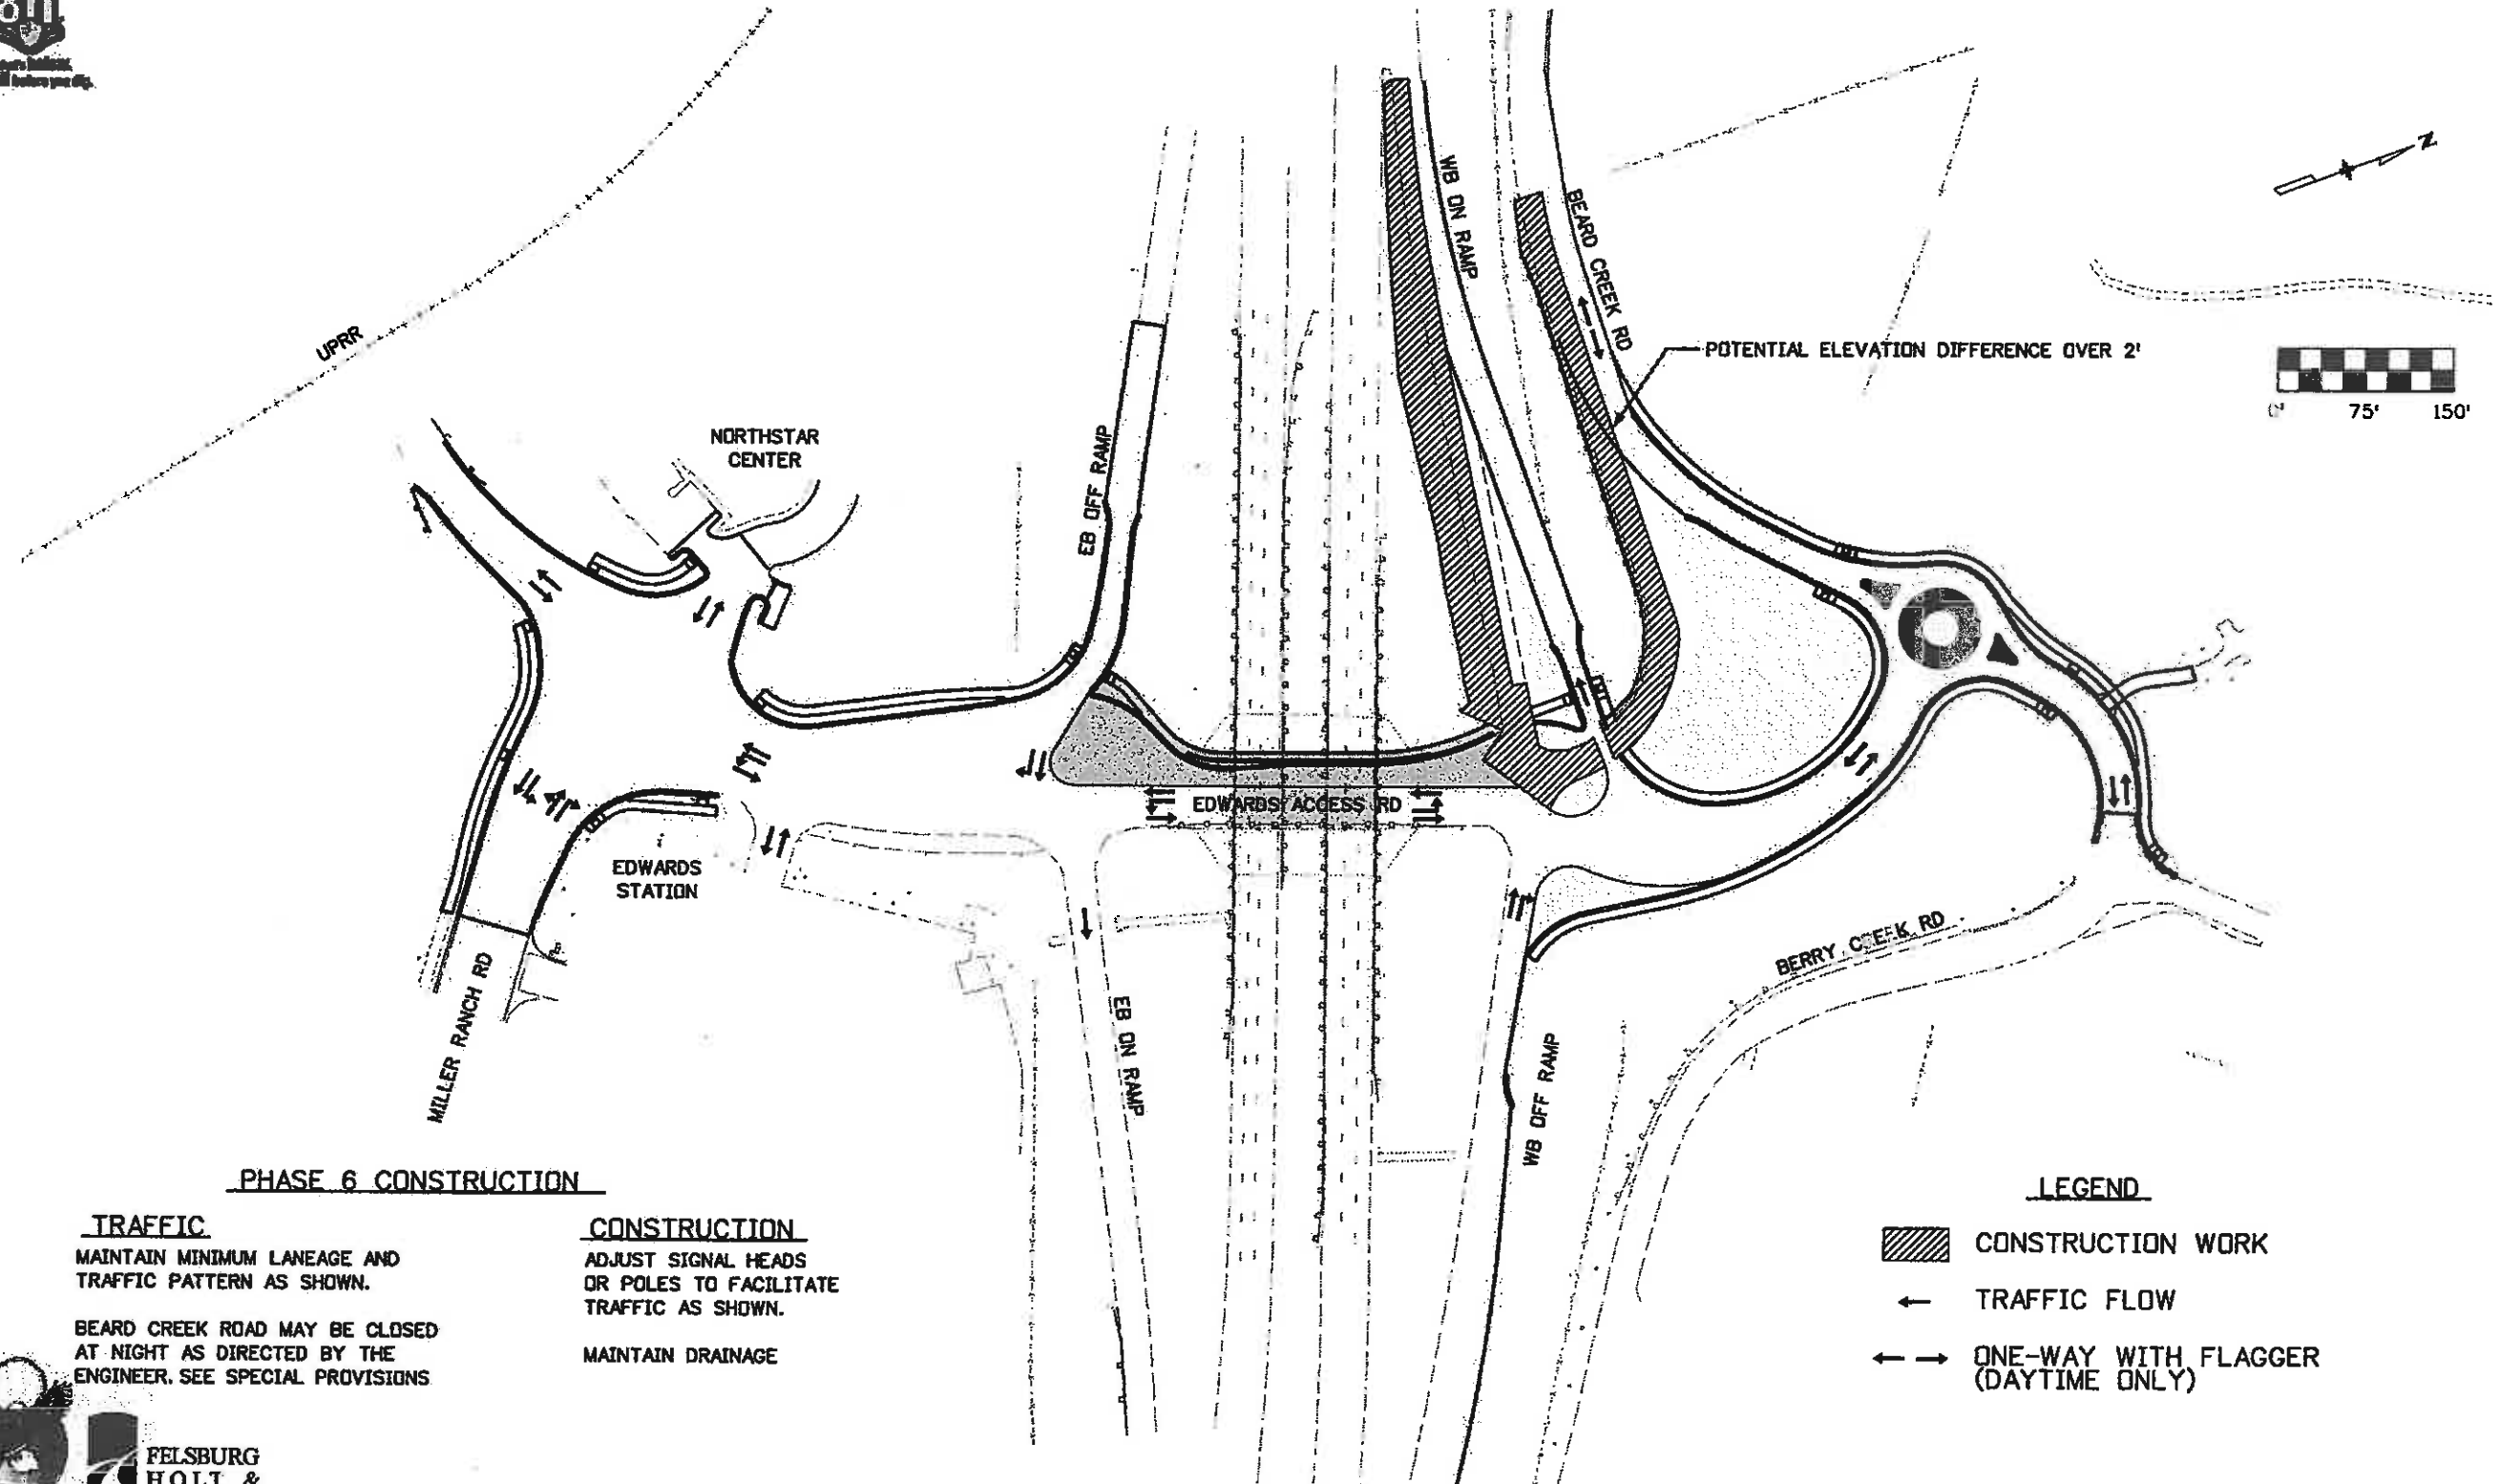 UPRR
NORTHSTAR
CENTER
EB OFF RAMP
WB ON RAMP
BEARD CREEK RD
N
POTENTIAL ELEVATION DIFFERENCE OVER 2'
0' 75' 150'
EDWARDS ACCESS RD
EDWARDS
STATION
MILLER RANCH RD
EB ON RAMP
WB OFF RAMP
BERRY CREEK RD
PHASE 6 CONSTRUCTION
TRAFFIC
MAINTAIN MINIMUM LANEAGE AND
TRAFFIC PATTERN AS SHOWN.
BEARD CREEK ROAD MAY BE CLOSED
AT NIGHT AS DIRECTED BY THE
ENGINEER. SEE SPECIAL PROVISIONS
CONSTRUCTION
ADJUST SIGNAL HEADS
OR POLES TO FACILITATE
TRAFFIC AS SHOWN.
MAINTAIN DRAINAGE
LEGEND
CONSTRUCTION WORK
TRAFFIC FLOW
ONE-WAY WITH FLAGGER
(DAYTIME ONLY)
FELSBURG
HOLT &